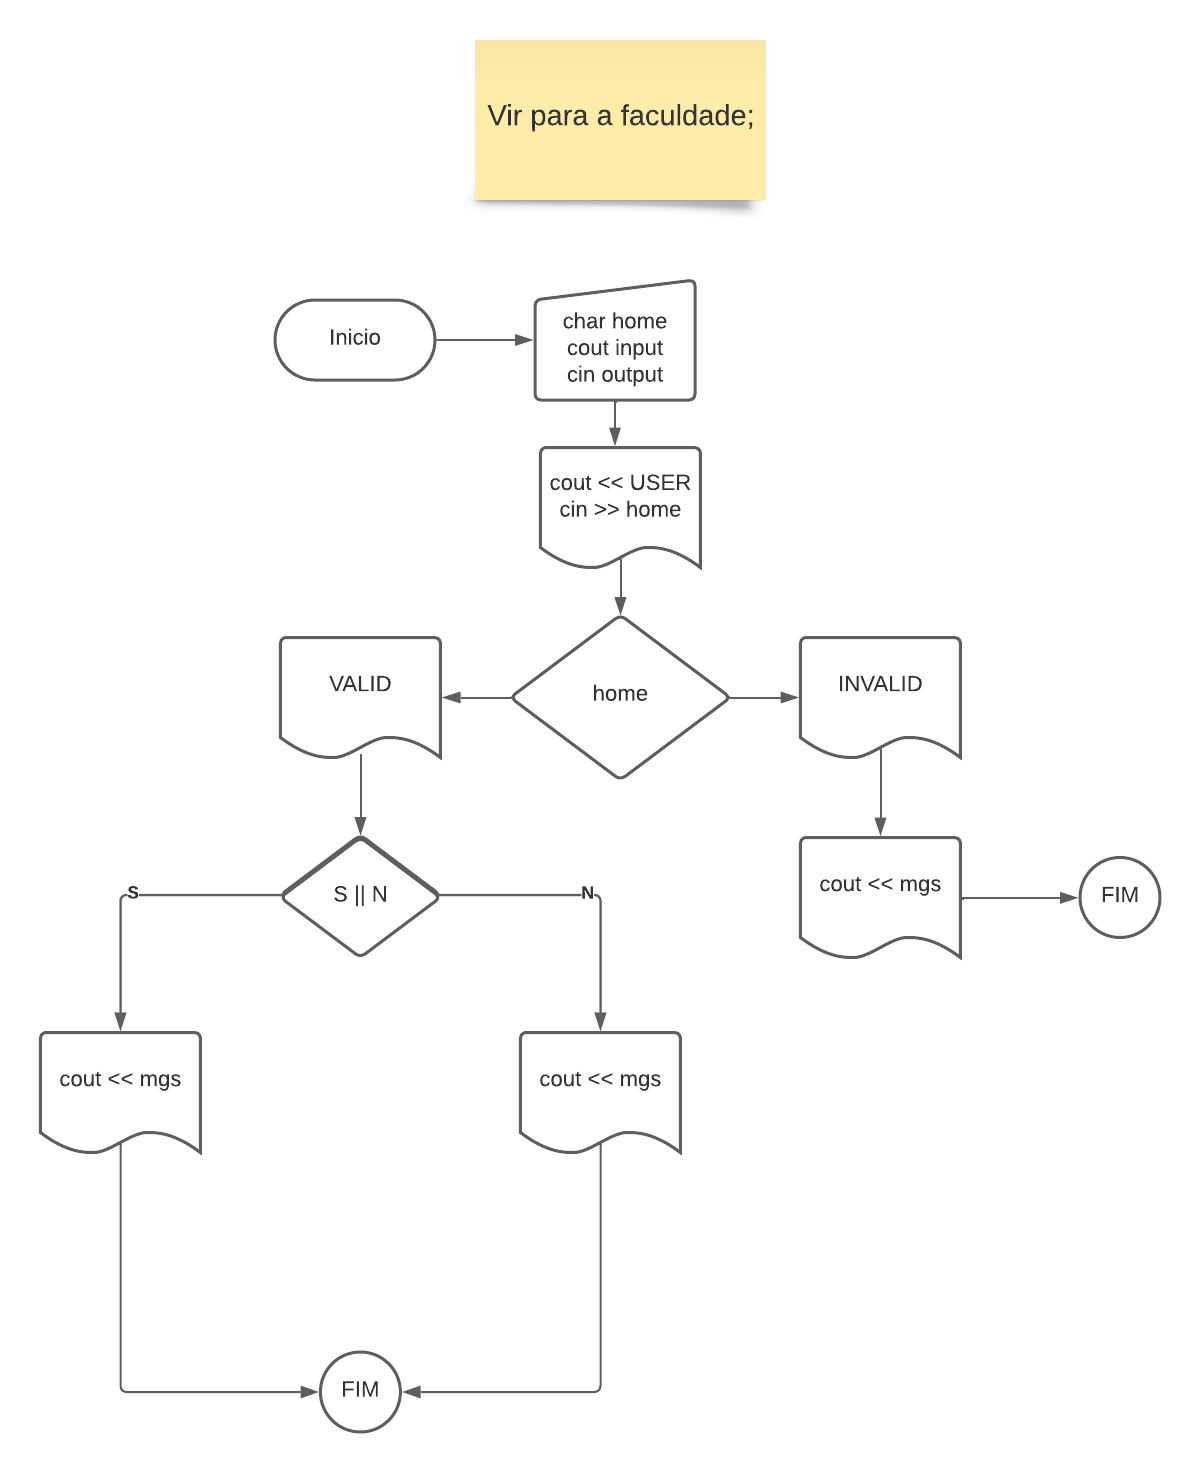 Vir para a faculdade;
Inicio
char home
cout input
cin output
cout << USER
cin >> home
home
VALID
INVALID
S || N
S
N
cout << mgs
FIM
cout << mgs
cout << mgs
FIM